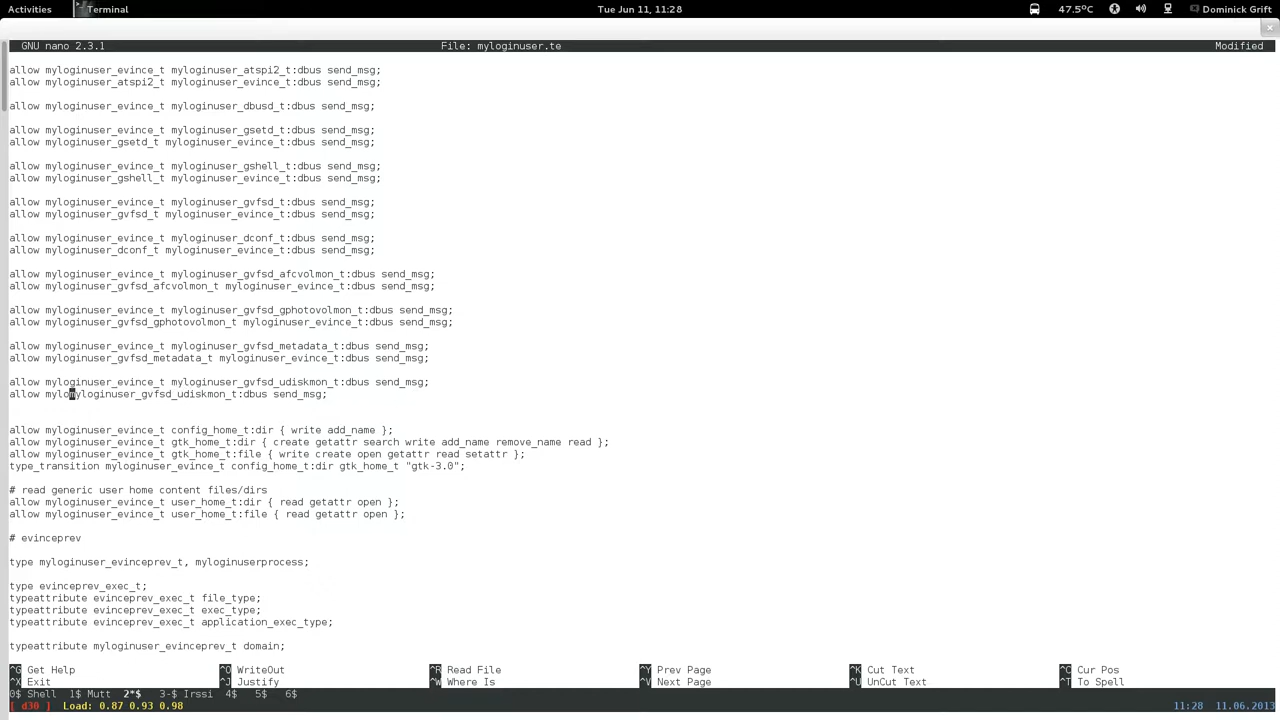 Activities Terminal Tue Jun 11, 11:28 47.5°C Dominick Grift
GNU nano 2.3.1 File: myloginuser.te Modified
allow myloginuser_evince_t myloginuser_atspi2_t:dbus send_msg;
allow myloginuser_atspi2_t myloginuser_evince_t:dbus send_msg;
allow myloginuser_evince_t myloginuser_dbusd_t:dbus send_msg;
allow myloginuser_evince_t myloginuser_gsetd_t:dbus send_msg;
allow myloginuser_gsetd_t myloginuser_evince_t:dbus send_msg;
allow myloginuser_evince_t myloginuser_gshell_t:dbus send_msg;
allow myloginuser_gshell_t myloginuser_evince_t:dbus send_msg;
allow myloginuser_evince_t myloginuser_gvfsd_t:dbus send_msg;
allow myloginuser_gvfsd_t myloginuser_evince_t:dbus send_msg;
allow myloginuser_evince_t myloginuser_dconf_t:dbus send_msg;
allow myloginuser_dconf_t myloginuser_evince_t:dbus send_msg;
allow myloginuser_evince_t myloginuser_gvfsd_afcvolmon_t:dbus send_msg;
allow myloginuser_gvfsd_afcvolmon_t myloginuser_evince_t:dbus send_msg;
allow myloginuser_evince_t myloginuser_gvfsd_gphotovolmon_t:dbus send_msg;
allow myloginuser_gvfsd_gphotovolmon_t myloginuser_evince_t:dbus send_msg;
allow myloginuser_evince_t myloginuser_gvfsd_metadata_t:dbus send_msg;
allow myloginuser_gvfsd_metadata_t myloginuser_evince_t:dbus send_msg;
allow myloginuser_evince_t myloginuser_gvfsd_udiskmon_t:dbus send_msg;
allow mylomyloginuser_gvfsd_udiskmon_t:dbus send_msg;
allow myloginuser_evince_t config_home_t:dir { write add_name };
allow myloginuser_evince_t gtk_home_t:dir { create getattr search write add_name remove_name read };
allow myloginuser_evince_t gtk_home_t:file { write create open getattr read setattr };
type_transition myloginuser_evince_t config_home_t:dir gtk_home_t "gtk-3.0";
# read generic user home content files/dirs
allow myloginuser_evince_t user_home_t:dir { read getattr open };
allow myloginuser_evince_t user_home_t:file { read getattr open };
# evinceprev
type myloginuser_evinceprev_t, myloginuserprocess;
type evinceprev_exec_t;
typeattribute evinceprev_exec_t file_type;
typeattribute evinceprev_exec_t exec_type;
typeattribute evinceprev_exec_t application_exec_type;
typeattribute myloginuser_evinceprev_t domain;
^G Get Help ^O WriteOut ^R Read File ^Y Prev Page ^K Cut Text ^C Cur Pos
^X Exit ^J Justify ^W Where Is ^V Next Page ^U UnCut Text ^T To Spell
0$ Shell 1$ Mutt 2*$ 3-$ Irssi 4$ 5$ 6$
[ d30 ] Load: 0.87 0.93 0.98 11:28 11.06.2013